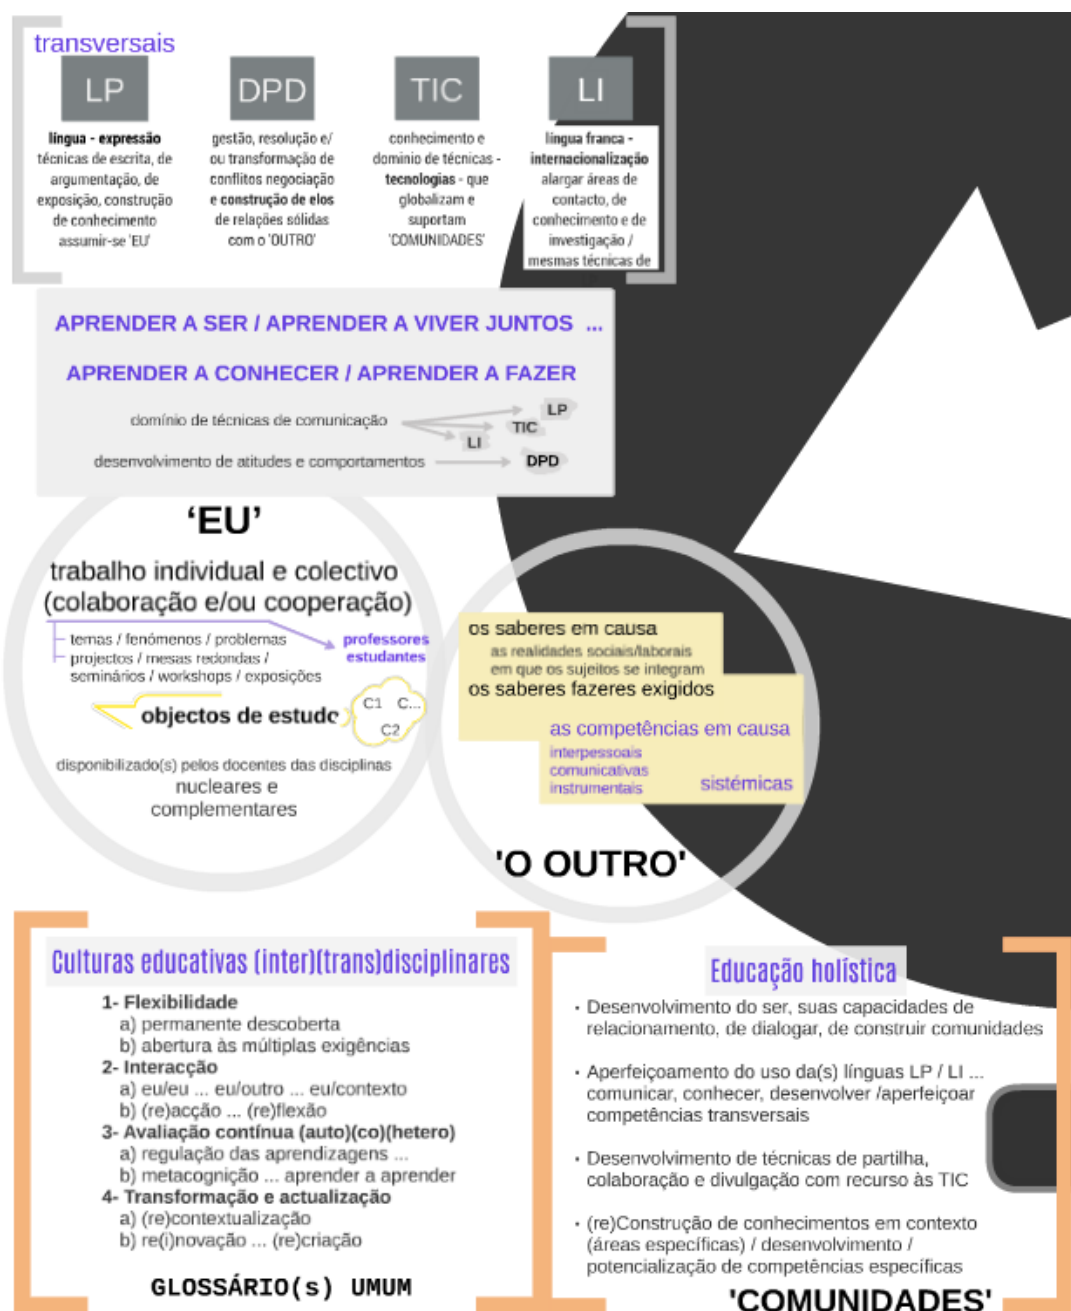 transversais
LP
língua - expressão
técnicas de escrita, de
argumentação, de
exposição, construção
de conhecimento
assumir-se 'EU'
DPD
gestão, resolução e/
ou transformação de
conflitos negociação
e construção de elos
de relações sólidas
com o 'OUTRO'
TIC
conhecimento e
dominio de técnicas -
tecnologias - que
globalizam e
suportam
'COMUNIDADES'
LI
língua franca -
internacionalização
alargar áreas de
contacto, de
conhecimento e de
investigação /
mesmas técnicas de
APRENDER A SER / APRENDER A VIVER JUNTOS ...
APRENDER A CONHECER / APRENDER A FAZER
domínio de técnicas de comunicação
LP
TIC
LI
desenvolvimento de atitudes e comportamentos
DPD
‘EU’
trabalho individual e colectivo
(colaboração e/ou cooperação)
temas / fenómenos / problemas
projectos / mesas redondas /
seminários / workshops / exposições
professores
estudantes
objectos de estudo
C1 C...
C2
disponibilizado(s) pelos docentes das disciplinas
nucleares e
complementares
os saberes em causa
as realidades sociais/laborais
em que os sujeitos se integram
os saberes fazeres exigidos
as competências em causa
interpessoais
comunicativas
instrumentais
sistémicas
'O OUTRO'
Culturas educativas (inter)(trans)disciplinares
1- Flexibilidade
a) permanente descoberta
b) abertura às múltiplas exigências
2- Interacção
a) eu/eu ... eu/outro ... eu/contexto
b) (re)acção ... (re)flexão
3- Avaliação contínua (auto)(co)(hetero)
a) regulação das aprendizagens ...
b) metacognição ... aprender a aprender
4- Transformação e actualização
a) (re)contextualização
b) re(i)novação ... (re)criação
GLOSSÁRIO(s) UMUM
Educação holística
· Desenvolvimento do ser, suas capacidades de
relacionamento, de dialogar, de construir comunidades
· Aperfeiçoamento do uso da(s) línguas LP / LI ...
comunicar, conhecer, desenvolver /aperfeiçoar
competências transversais
· Desenvolvimento de técnicas de partilha,
colaboração e divulgação com recurso às TIC
· (re)Construção de conhecimentos em contexto
(áreas específicas) / desenvolvimento /
potencialização de competências específicas
'COMUNIDADES'